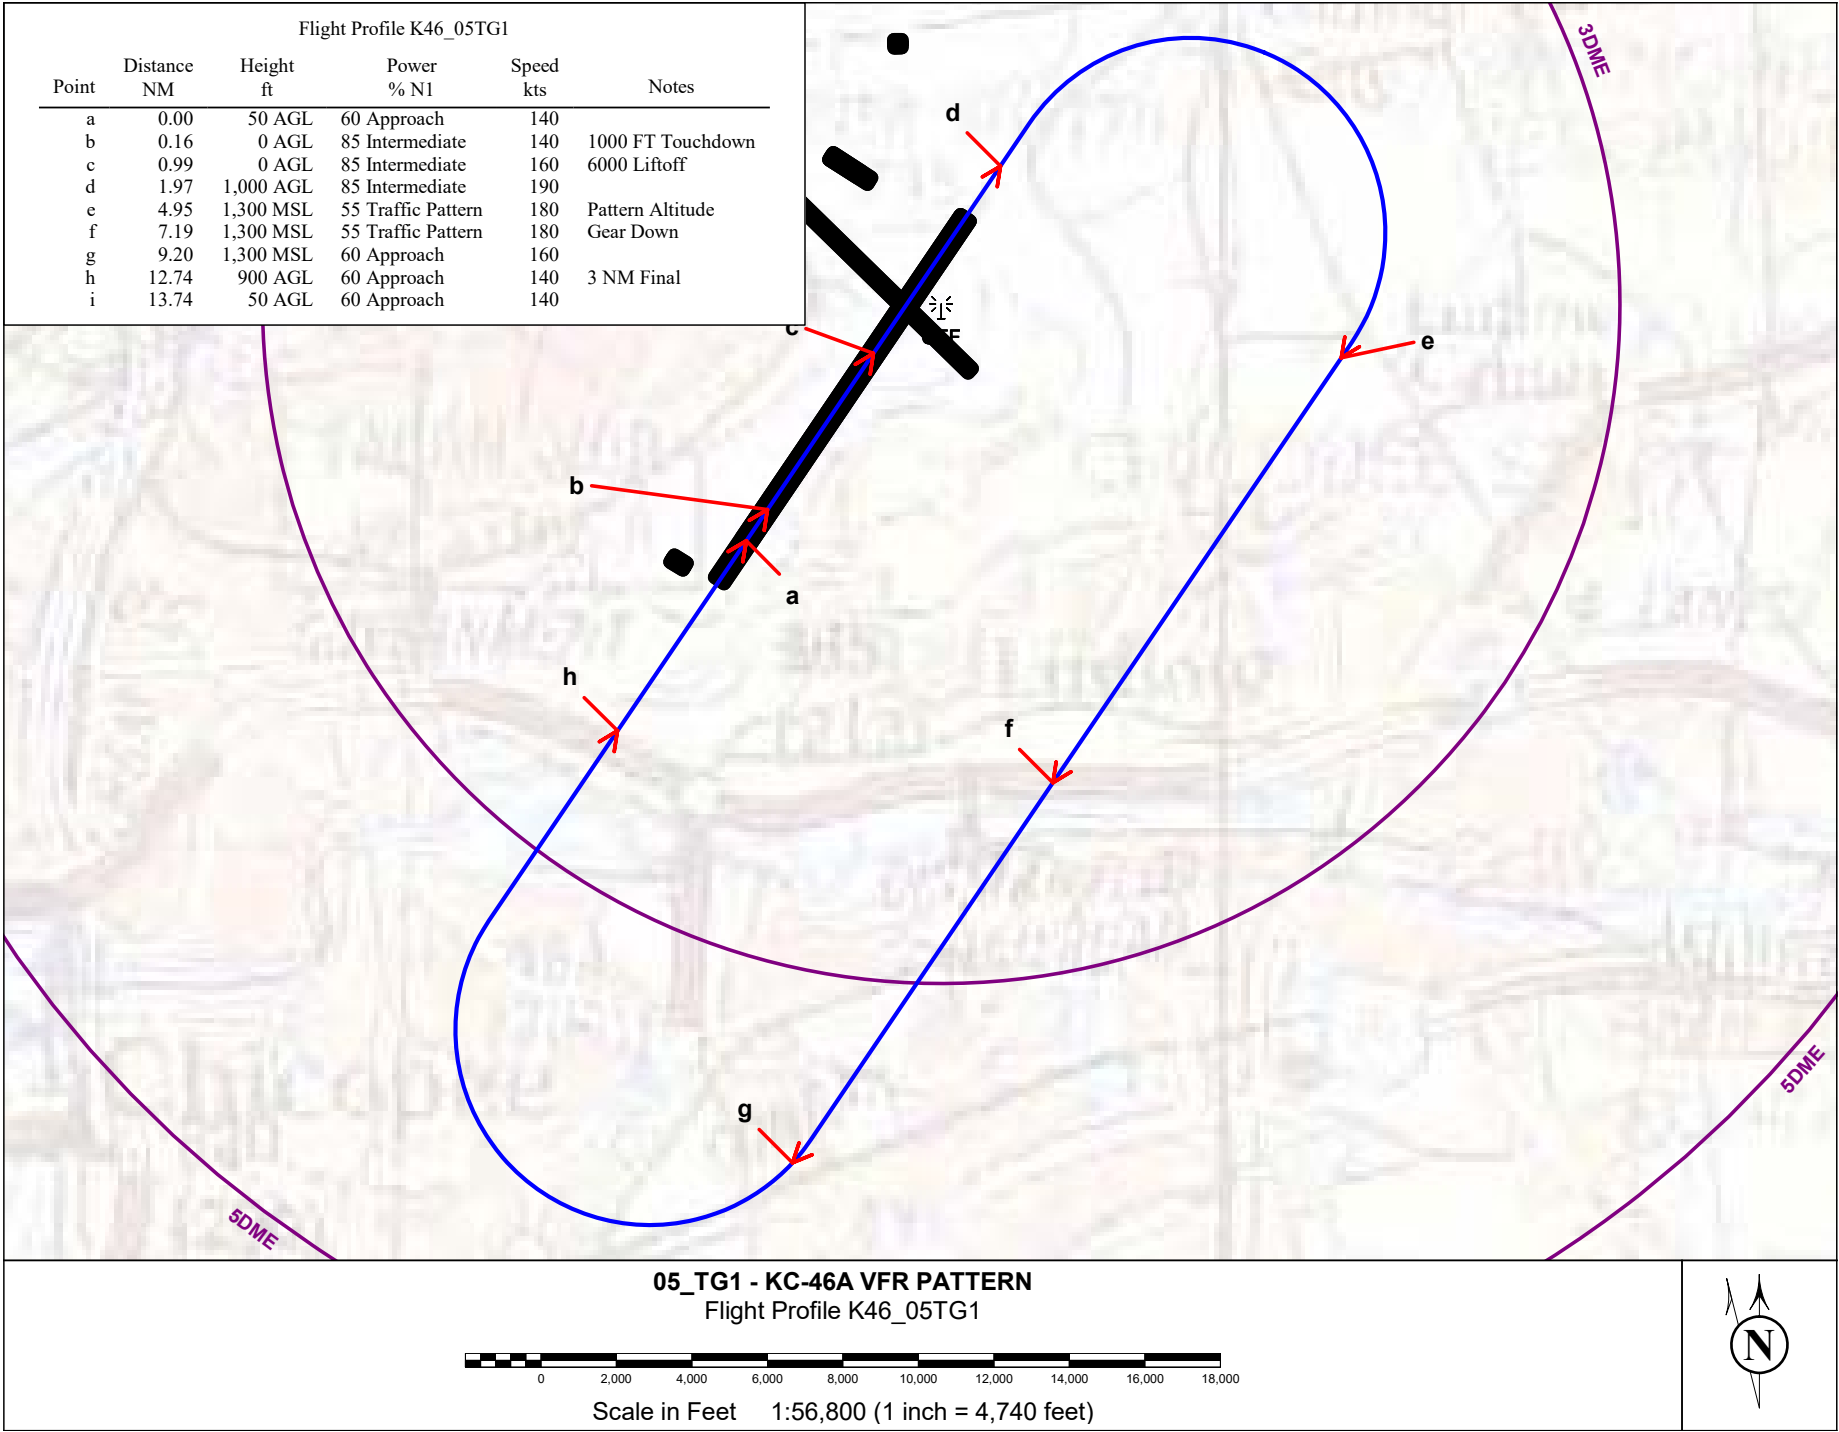 Flight Profile K46_05TG1
Point Distance NM Height ft Power % N1 Speed kts Notes
a 0.00 50 AGL 60 Approach 140
b 0.16 0 AGL 85 Intermediate 140 1000 FT Touchdown
c 0.99 0 AGL 85 Intermediate 160 6000 Liftoff
d 1.97 1,000 AGL 85 Intermediate 190
e 4.95 1,300 MSL 55 Traffic Pattern 180 Pattern Altitude
f 7.19 1,300 MSL 55 Traffic Pattern 180 Gear Down
g 9.20 1,300 MSL 60 Approach 160
h 12.74 900 AGL 60 Approach 140 3 NM Final
i 13.74 50 AGL 60 Approach 140
3DME
d
c
e
b
a
h
f
g
5DME
5DME
05_TG1 - KC-46A VFR PATTERN
Flight Profile K46_05TG1
0 2,000 4,000 6,000 8,000 10,000 12,000 14,000 16,000 18,000
Scale in Feet 1:56,800 (1 inch = 4,740 feet)
N